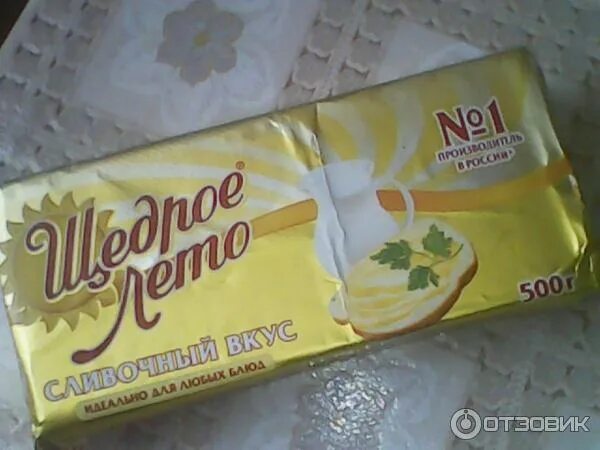 №1
ПРОИЗВОДИТЕЛЬ
В РОССИИ*
Щедрое®
Лето
СЛИВОЧНЫЙ ВКУС
ИДЕАЛЬНО ДЛЯ ЛЮБЫХ БЛЮД
500г
ОТЗОВИК